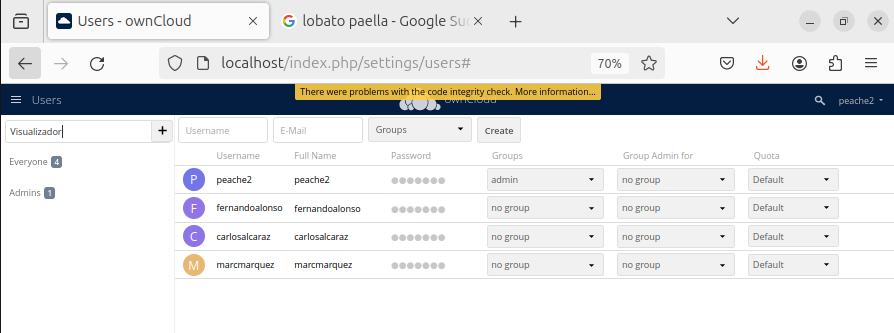 Users - ownCloud
lobato paella - Google Su
localhost/index.php/settings/users#
70%
There were problems with the code integrity check. More information...
Users
ownCloud
peache2
Visualizador
Username
E-Mail
Groups
Create
Everyone 4
Admins 1
Username Full Name Password Groups Group Admin for Quota
P peache2 peache2 admin no group Default
F fernandoalonso fernandoalonso no group no group Default
C carlosalcaraz carlosalcaraz no group no group Default
M marcmarquez marcmarquez no group no group Default